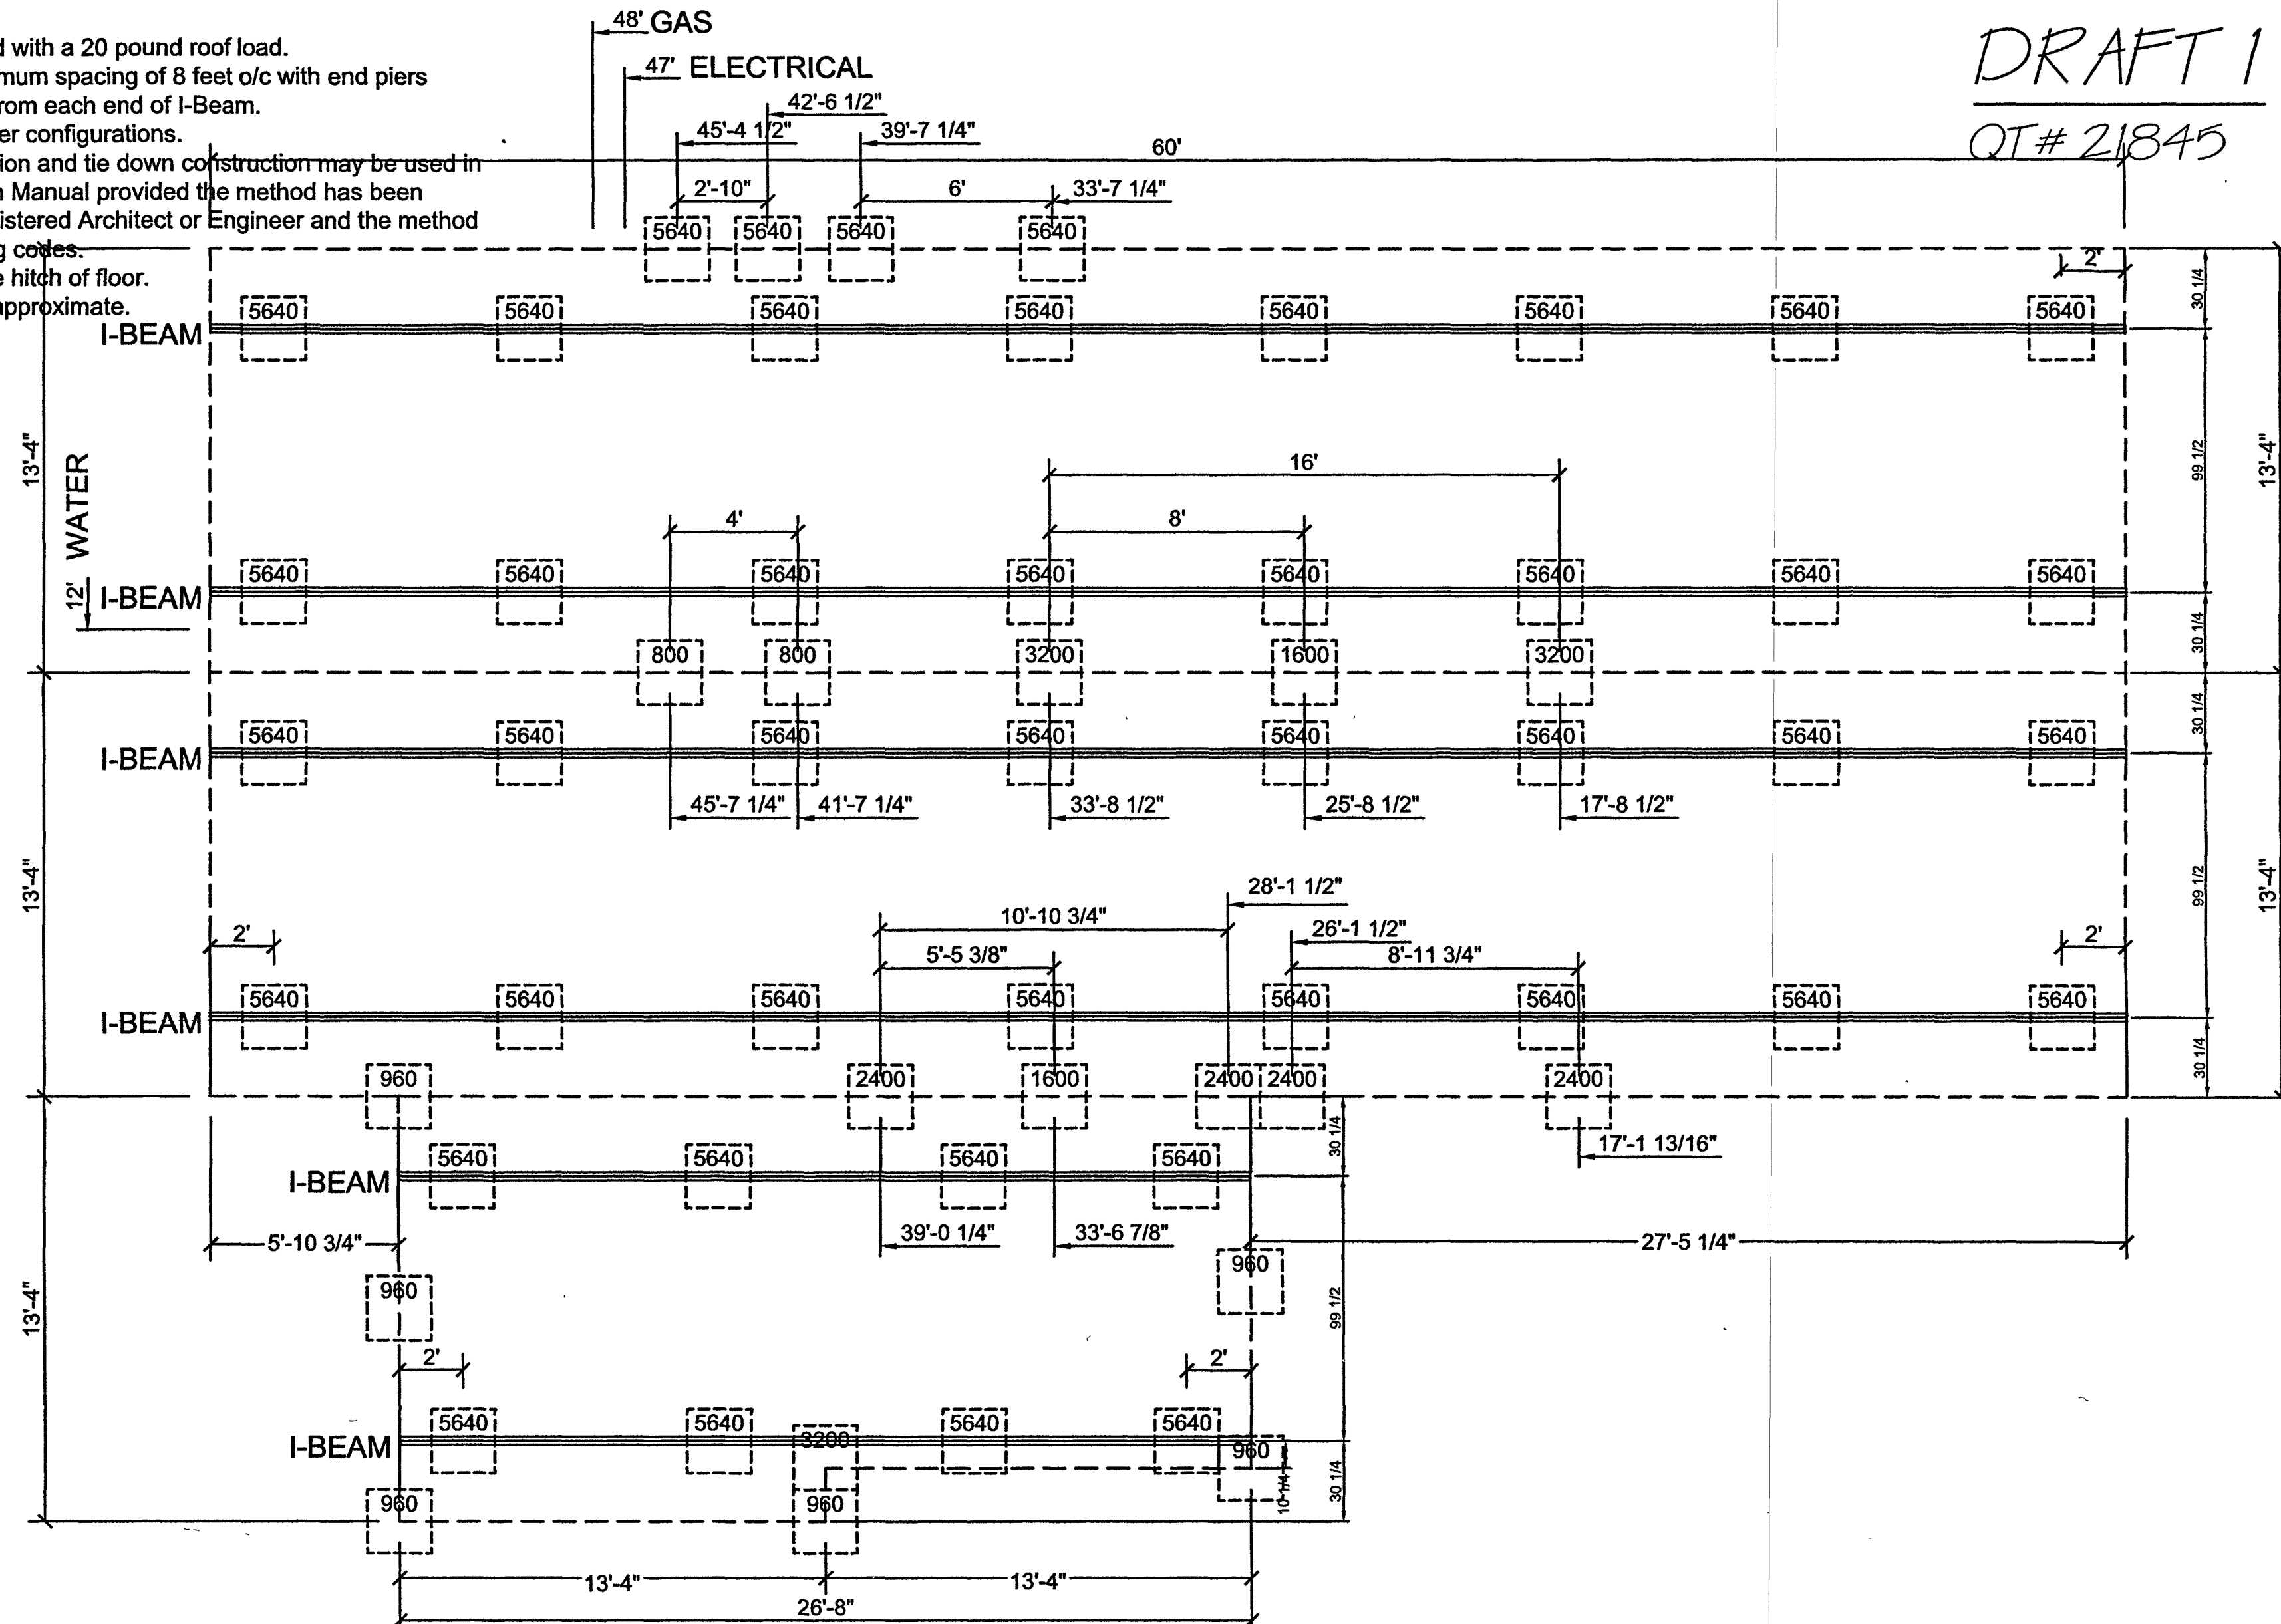 48' GAS
DRAFT 1
d with a 20 pound roof load.
47' ELECTRICAL
mum spacing of 8 feet o/c with end piers
rom each end of I-Beam.
42'-6 1/2"
er configurations.
45'-4 1/2" 39'-7 1/4"
QT# 21845
60'
ion and tie down construction may be used in
n Manual provided the method has been
2'-10" 6' 33'-7 1/4"
istered Architect or Engineer and the method
5640 5640 5640 5640
g codes.
e hitch of floor.
2'
30 1/4
approximate.
5640 5640 5640 5640 5640 5640 5640 5640
I-BEAM
13'-4"
99 1/2
13'-4"
16'
4' 8'
12' WATER
5640 5640 5640 5640 5640 5640 5640 5640
I-BEAM
30 1/4
800 800 3200 1600 3200
30 1/4
5640 5640 5640 5640 5640 5640 5640 5640
I-BEAM
45'-7 1/4" 41'-7 1/4" 33'-8 1/2" 25'-8 1/2" 17'-8 1/2"
13'-4"
99 1/2
13'-4"
28'-1 1/2"
10'-10 3/4"
26'-1 1/2"
2' 2'
5'-5 3/8" 8'-11 3/4"
5640 5640 5640 5640 5640 5640 5640 5640
I-BEAM
30 1/4
960 2400 1600 2400 2400 2400
30 1/4
17'-1 13/16"
5640 5640 5640 5640
I-BEAM
39'-0 1/4" 33'-6 7/8"
5'-10 3/4" 27'-5 1/4"
960
960
13'-4"
99 1/2
2' 2'
5640 5640 5640 5640
3200
I-BEAM
960
10 1/4
30 1/4
960 960
13'-4" 13'-4"
26'-8"